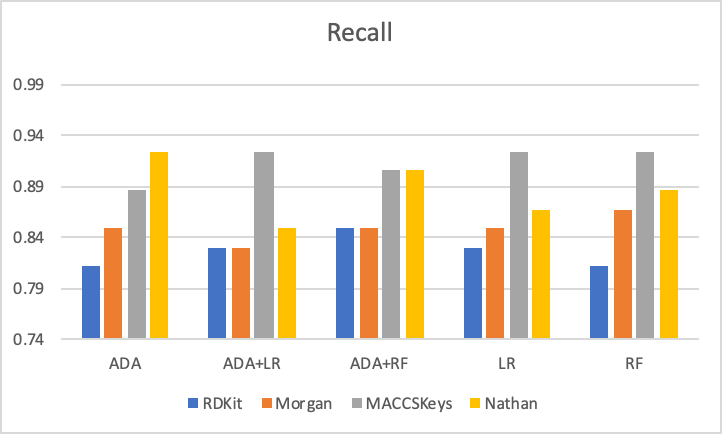 Recall
0.99
0.94
0.89
0.84
0.79
0.74
ADA ADA+LR ADA+RF LR RF
RDKit Morgan MACCSKeys Nathan